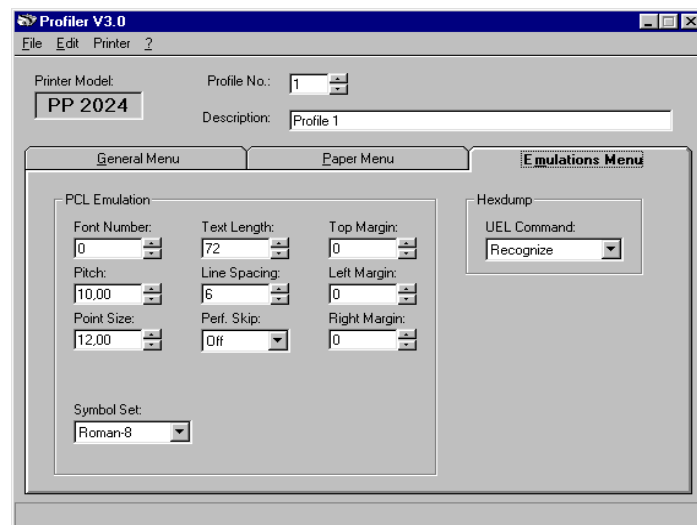 Profiler V3.0
File Edit Printer ?
Printer Model: Profile No.: 1
PP 2024
Description: Profile 1
General Menu Paper Menu Emulations Menu
PCL Emulation Hexdump
Font Number: Text Length: Top Margin: UEL Command:
0 72 0 Recognize
Pitch: Line Spacing: Left Margin:
10,00 6 0
Point Size: Perf. Skip: Right Margin:
12,00 Off 0
Symbol Set:
Roman-8